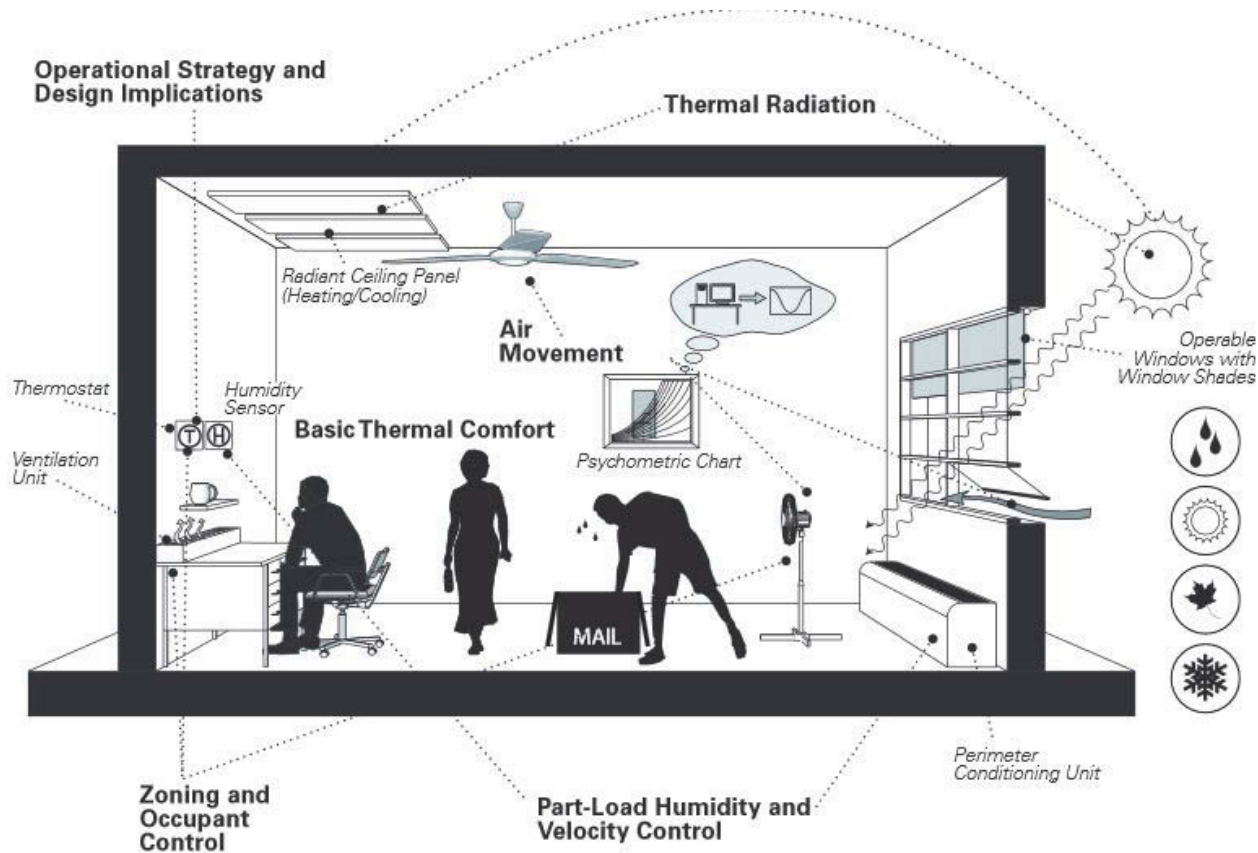 Operational Strategy and
Design Implications
Thermal Radiation
Radiant Ceiling Panel
(Heating/Cooling)
Air
Movement
Operable
Windows with
Window Shades
Thermostat
Humidity
Sensor
T
H
Basic Thermal Comfort
Psychometric Chart
Ventilation
Unit
MAIL
Perimeter
Conditioning Unit
Zoning and
Occupant
Control
Part-Load Humidity and
Velocity Control